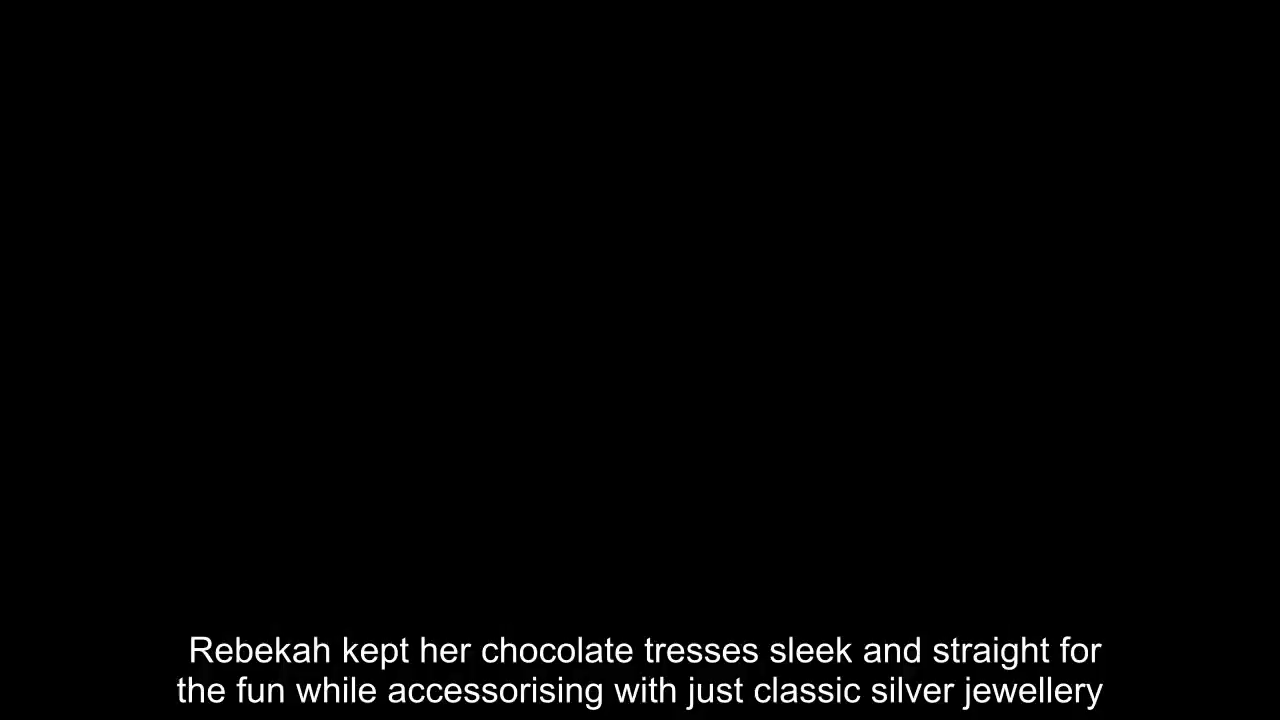 Rebekah kept her chocolate tresses sleek and straight for
the fun while accessorising with just classic silver jewellery